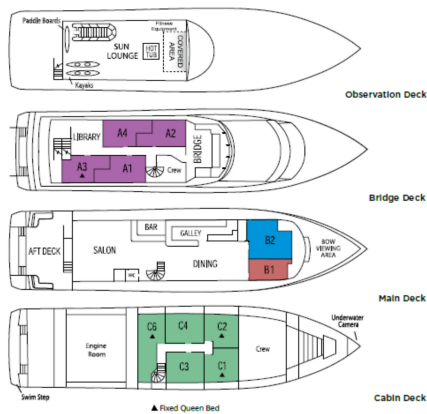 Paddle Boards
Fitness
Equipment
SUN
LOUNGE
HOT
TUB
COVERED
AREA
Kayaks
Observation Deck
LIBRARY
A4
A2
BRIDGE
A3
A1
Crew
Bridge Deck
AFT DECK
SALON
BAR
GALLEY
DINING
WC
B2
B1
BOW
VIEWING
AREA
Main Deck
Underwater
Camera
Engine
Room
C6
C4
C2
C3
C1
Crew
Swim Step
Cabin Deck
▲ Fixed Queen Bed